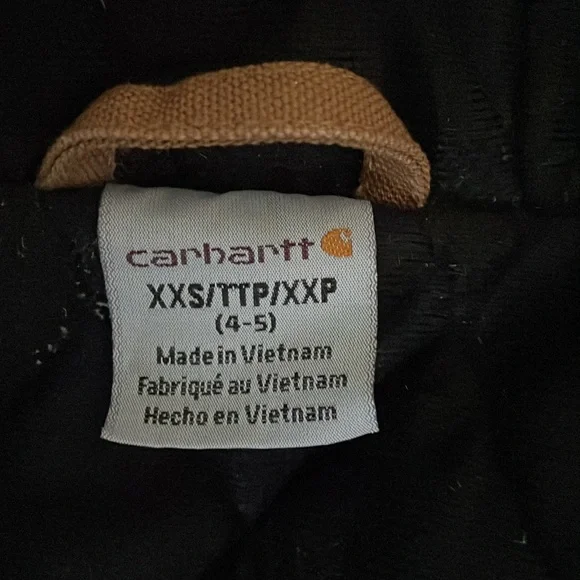 carhartt
XXS/TTP/XXP
(4-5)
Made in Vietnam
Fabriqué au Vietnam
Hecho en Vietnam